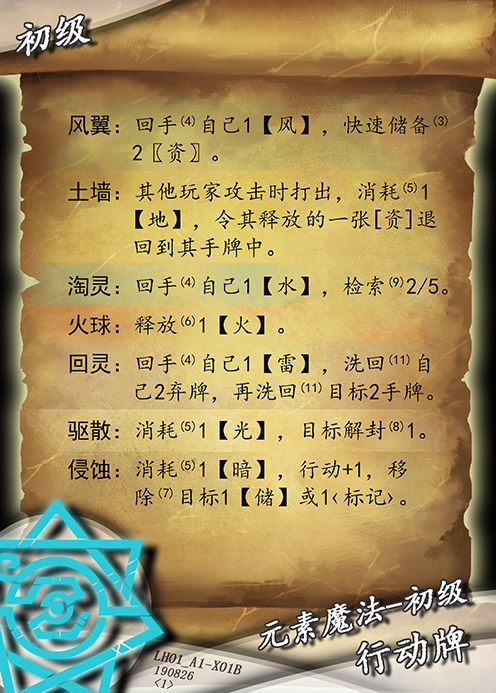 初级
风翼：回手⁽⁴⁾自己1【风】，快速储备⁽³⁾
2〖资〗。
土墙：其他玩家攻击时打出，消耗⁽⁵⁾1
【地】，令其释放的一张[资]退
回到其手牌中。
淘灵：回手⁽⁴⁾自己1【水】，检索⁽⁹⁾2/5。
火球：释放⁽⁶⁾1【火】。
回灵：回手⁽⁴⁾自己1【雷】，洗回⁽¹¹⁾自
己2弃牌，再洗回⁽¹¹⁾目标2手牌。
驱散：消耗⁽⁵⁾1【光】，目标解封⁽⁸⁾1。
侵蚀：消耗⁽⁵⁾1【暗】，行动+1，移
除⁽⁷⁾目标1【储】或1‹标记›。
元素魔法-初级
行动牌
LH01_A1-X01B
190826
<1>